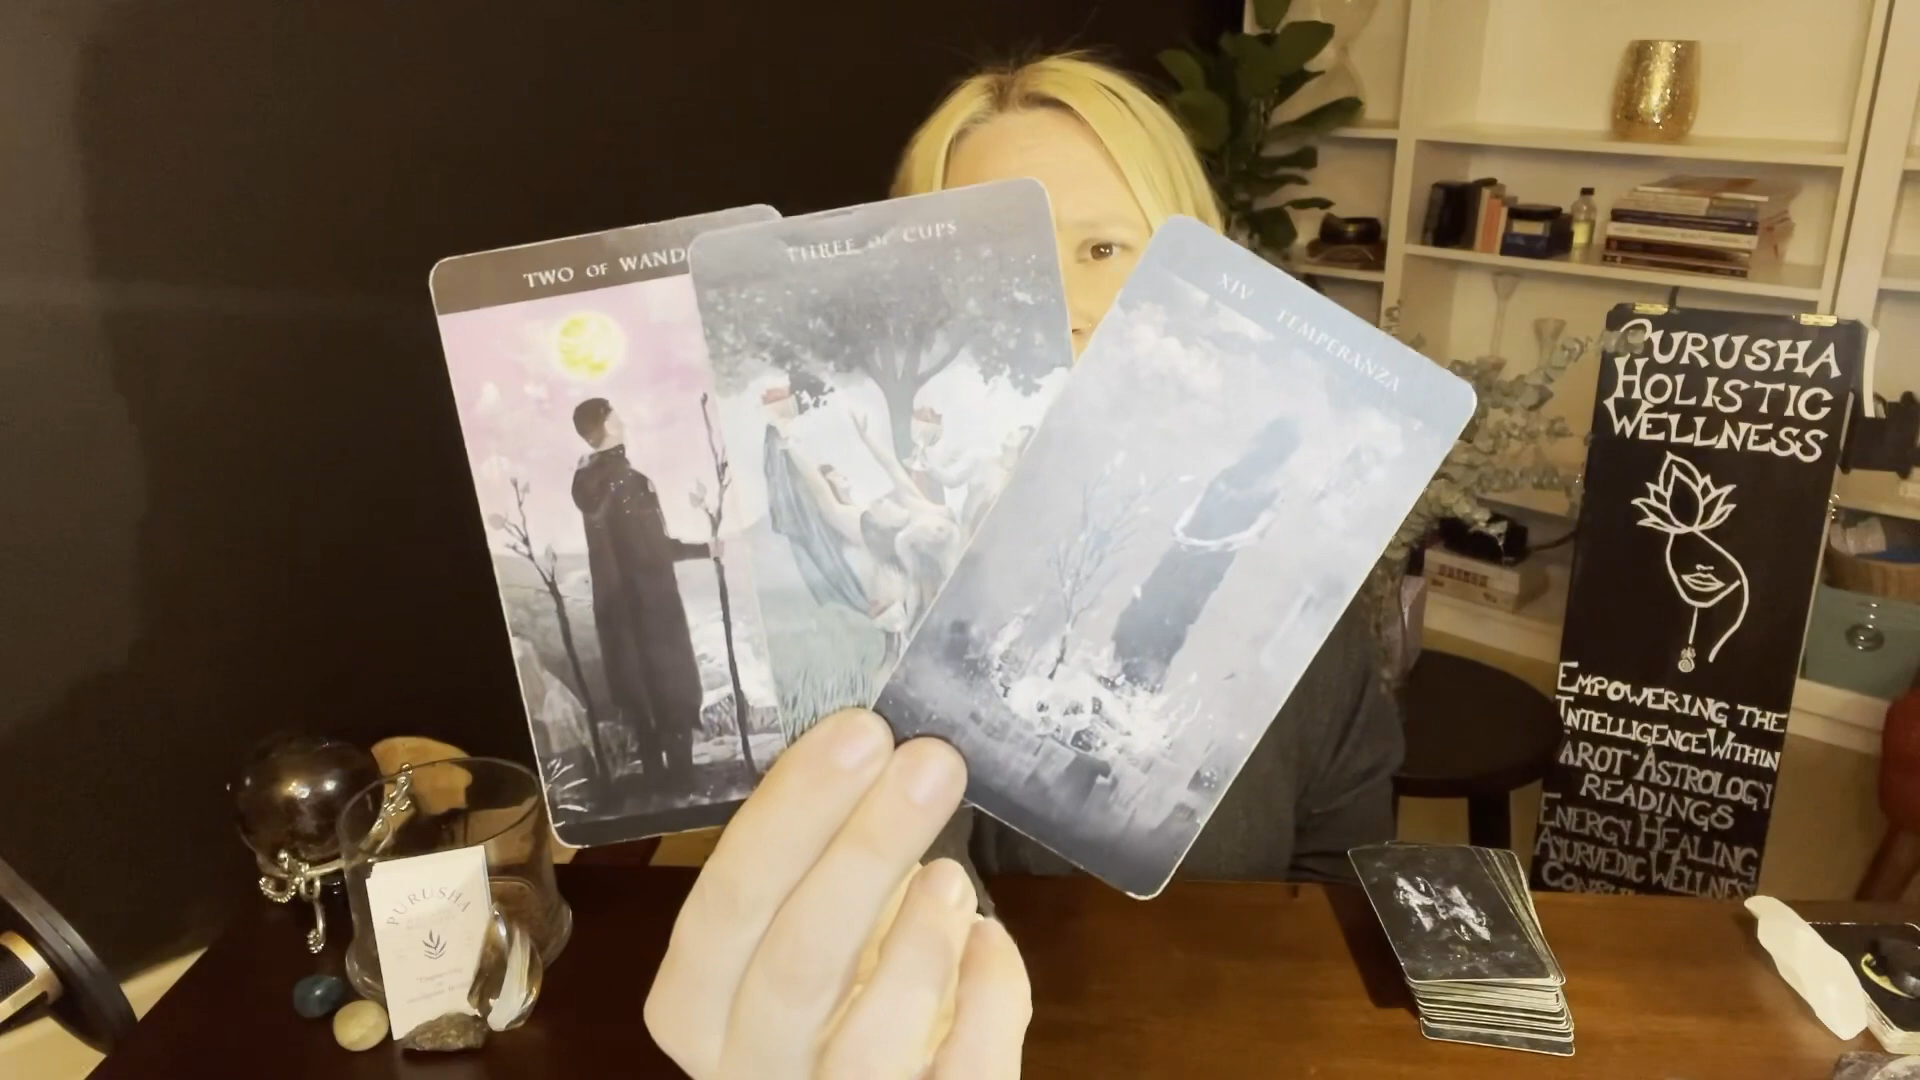 TWO OF WAND
THREE OF CUPS
XIV TEMPERANZA
PURUSHA
HOLISTIC
WELLNESS
EMPOWERING THE
INTELLIGENCE WITHIN
AROT · ASTROLOGY
READINGS
ENERGY HEALING
AYURVEDIC WELLNESS
PURUSHA